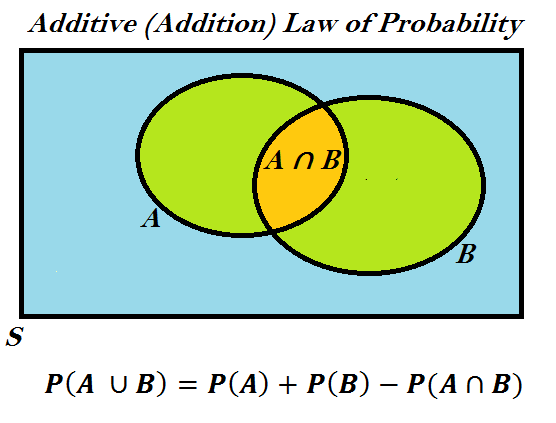 Additive (Addition) Law of Probability
A ∩ B
A
B
S
P(A ∪ B) = P(A) + P(B) − P(A ∩ B)